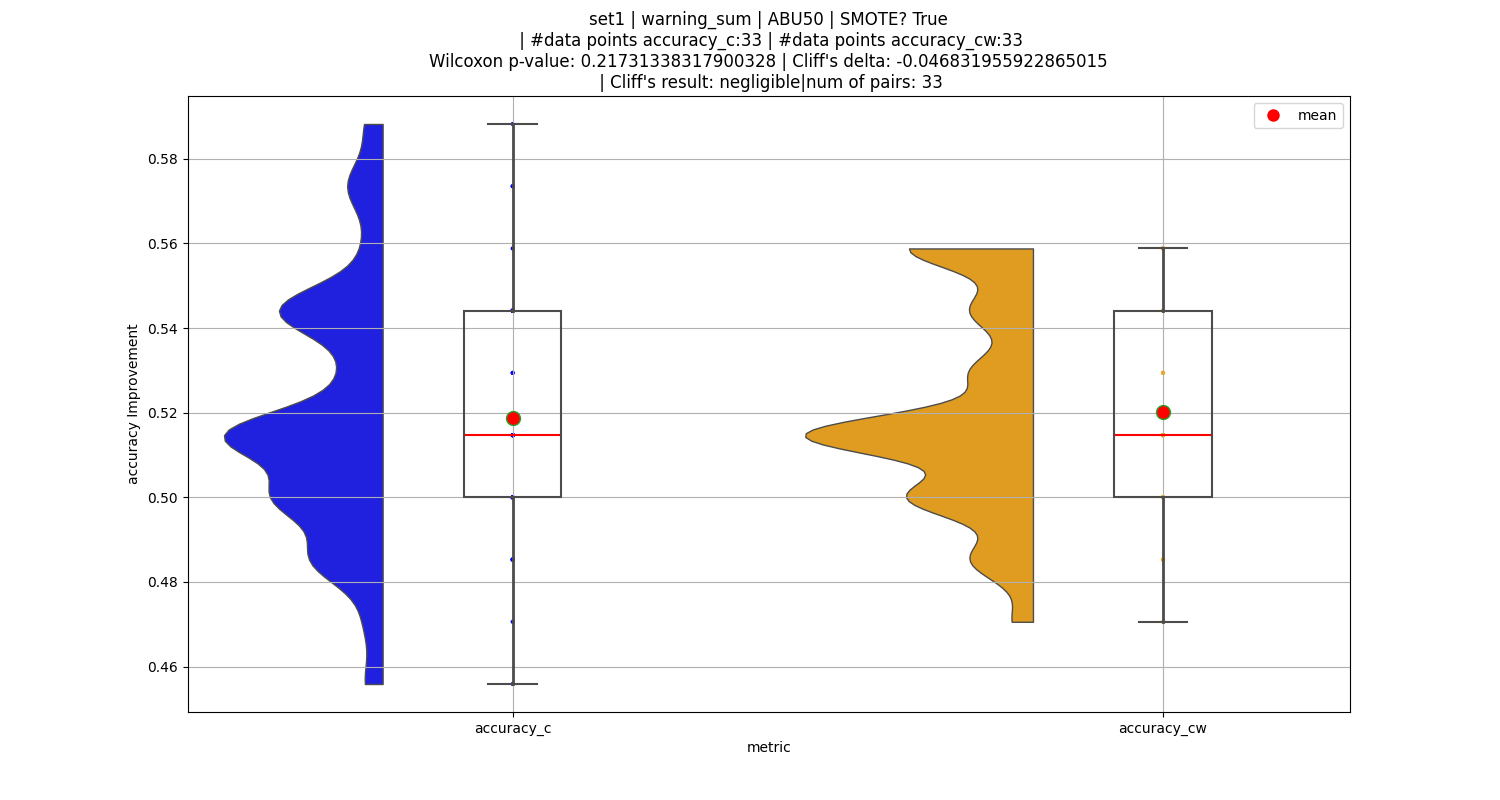 set1 | warning_sum | ABU50 | SMOTE? True
| #data points accuracy_c:33 | #data points accuracy_cw:33
Wilcoxon p-value: 0.21731338317900328 | Cliff's delta: -0.046831955922865015
| Cliff's result: negligible|num of pairs: 33
mean
0.58
0.56
0.54
0.52
0.50
0.48
0.46
accuracy Improvement
accuracy_c
accuracy_cw
metric